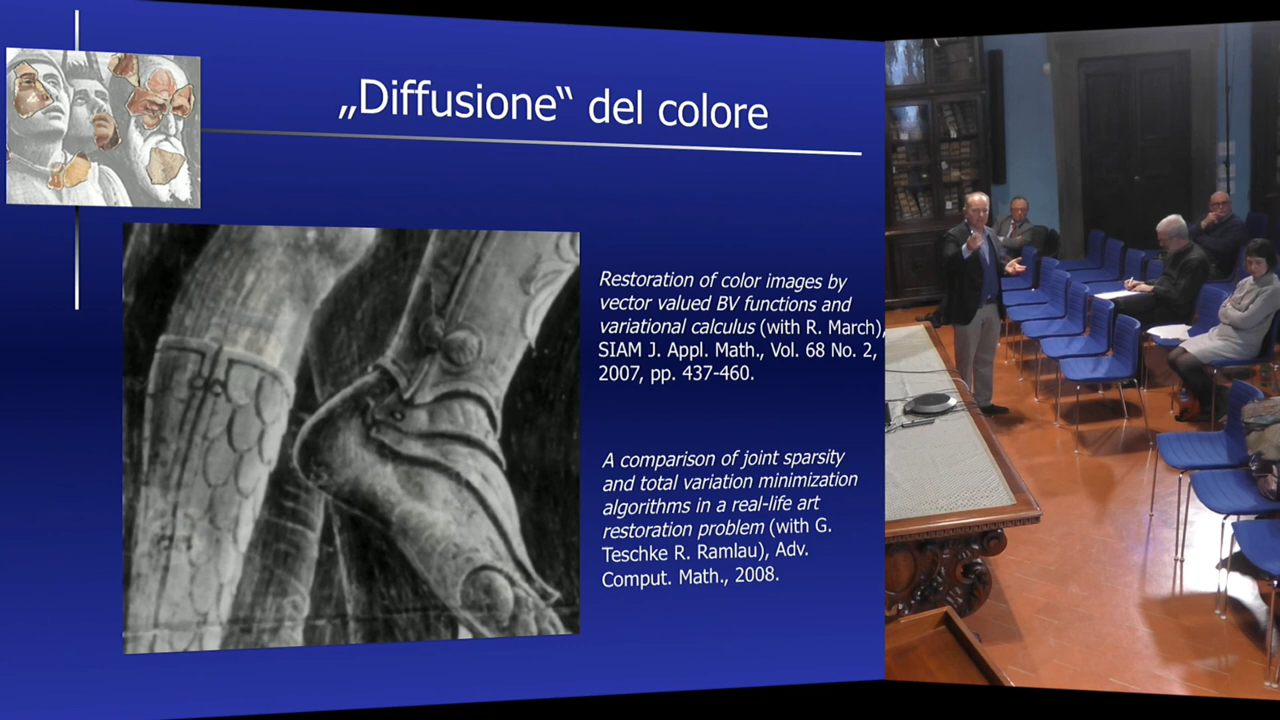 „Diffusione“ del colore
Restoration of color images by
vector valued BV functions and
variational calculus (with R. March),
SIAM J. Appl. Math., Vol. 68 No. 2,
2007, pp. 437-460.
A comparison of joint sparsity
and total variation minimization
algorithms in a real-life art
restoration problem (with G.
Teschke R. Ramlau), Adv.
Comput. Math., 2008.